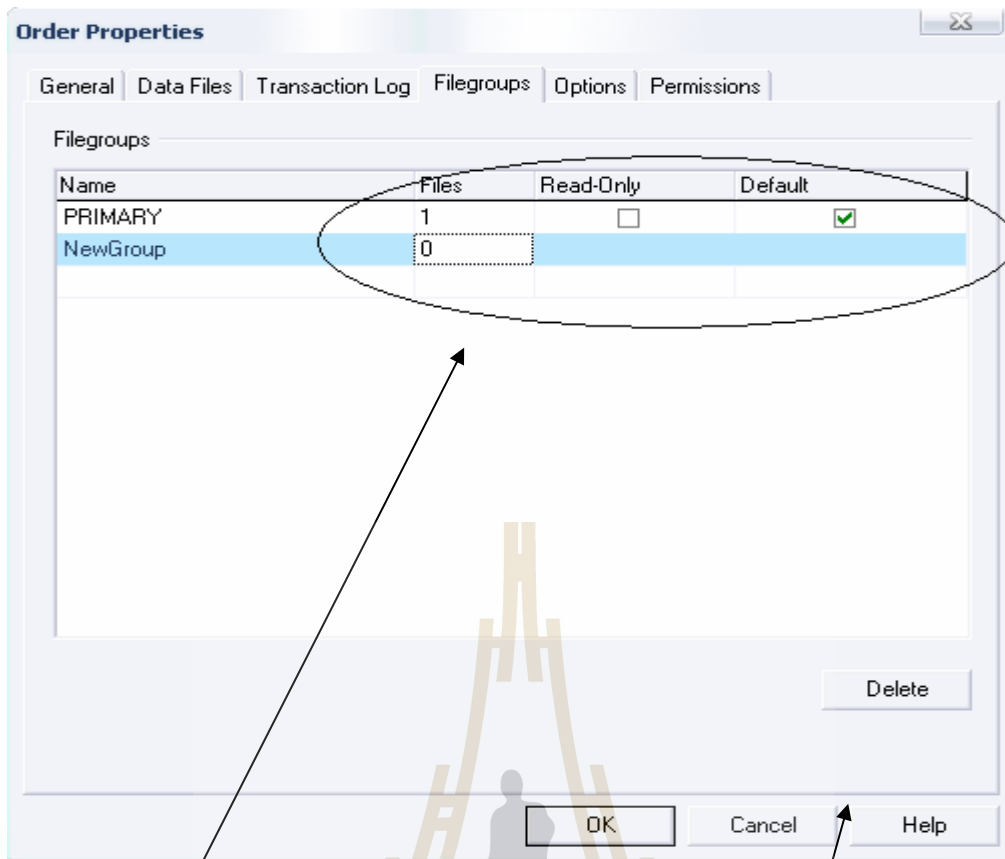 Order Properties
General Data Files Transaction Log Filegroups Options Permissions
Filegroups
Name Files Read-Only Default
PRIMARY 1
NewGroup 0
Delete
OK Cancel Help